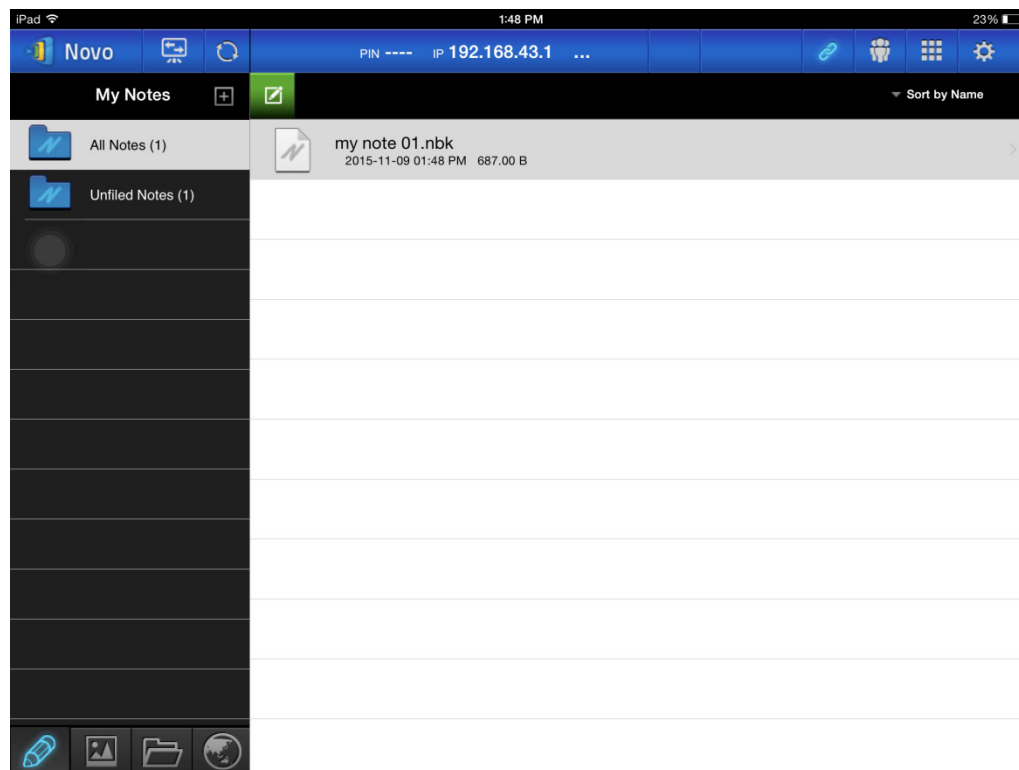 iPad 1:48 PM 23%
Novo PIN ---- IP 192.168.43.1 ...
My Notes Sort by Name
All Notes (1)
my note 01.nbk
2015-11-09 01:48 PM 687.00 B
Unfiled Notes (1)